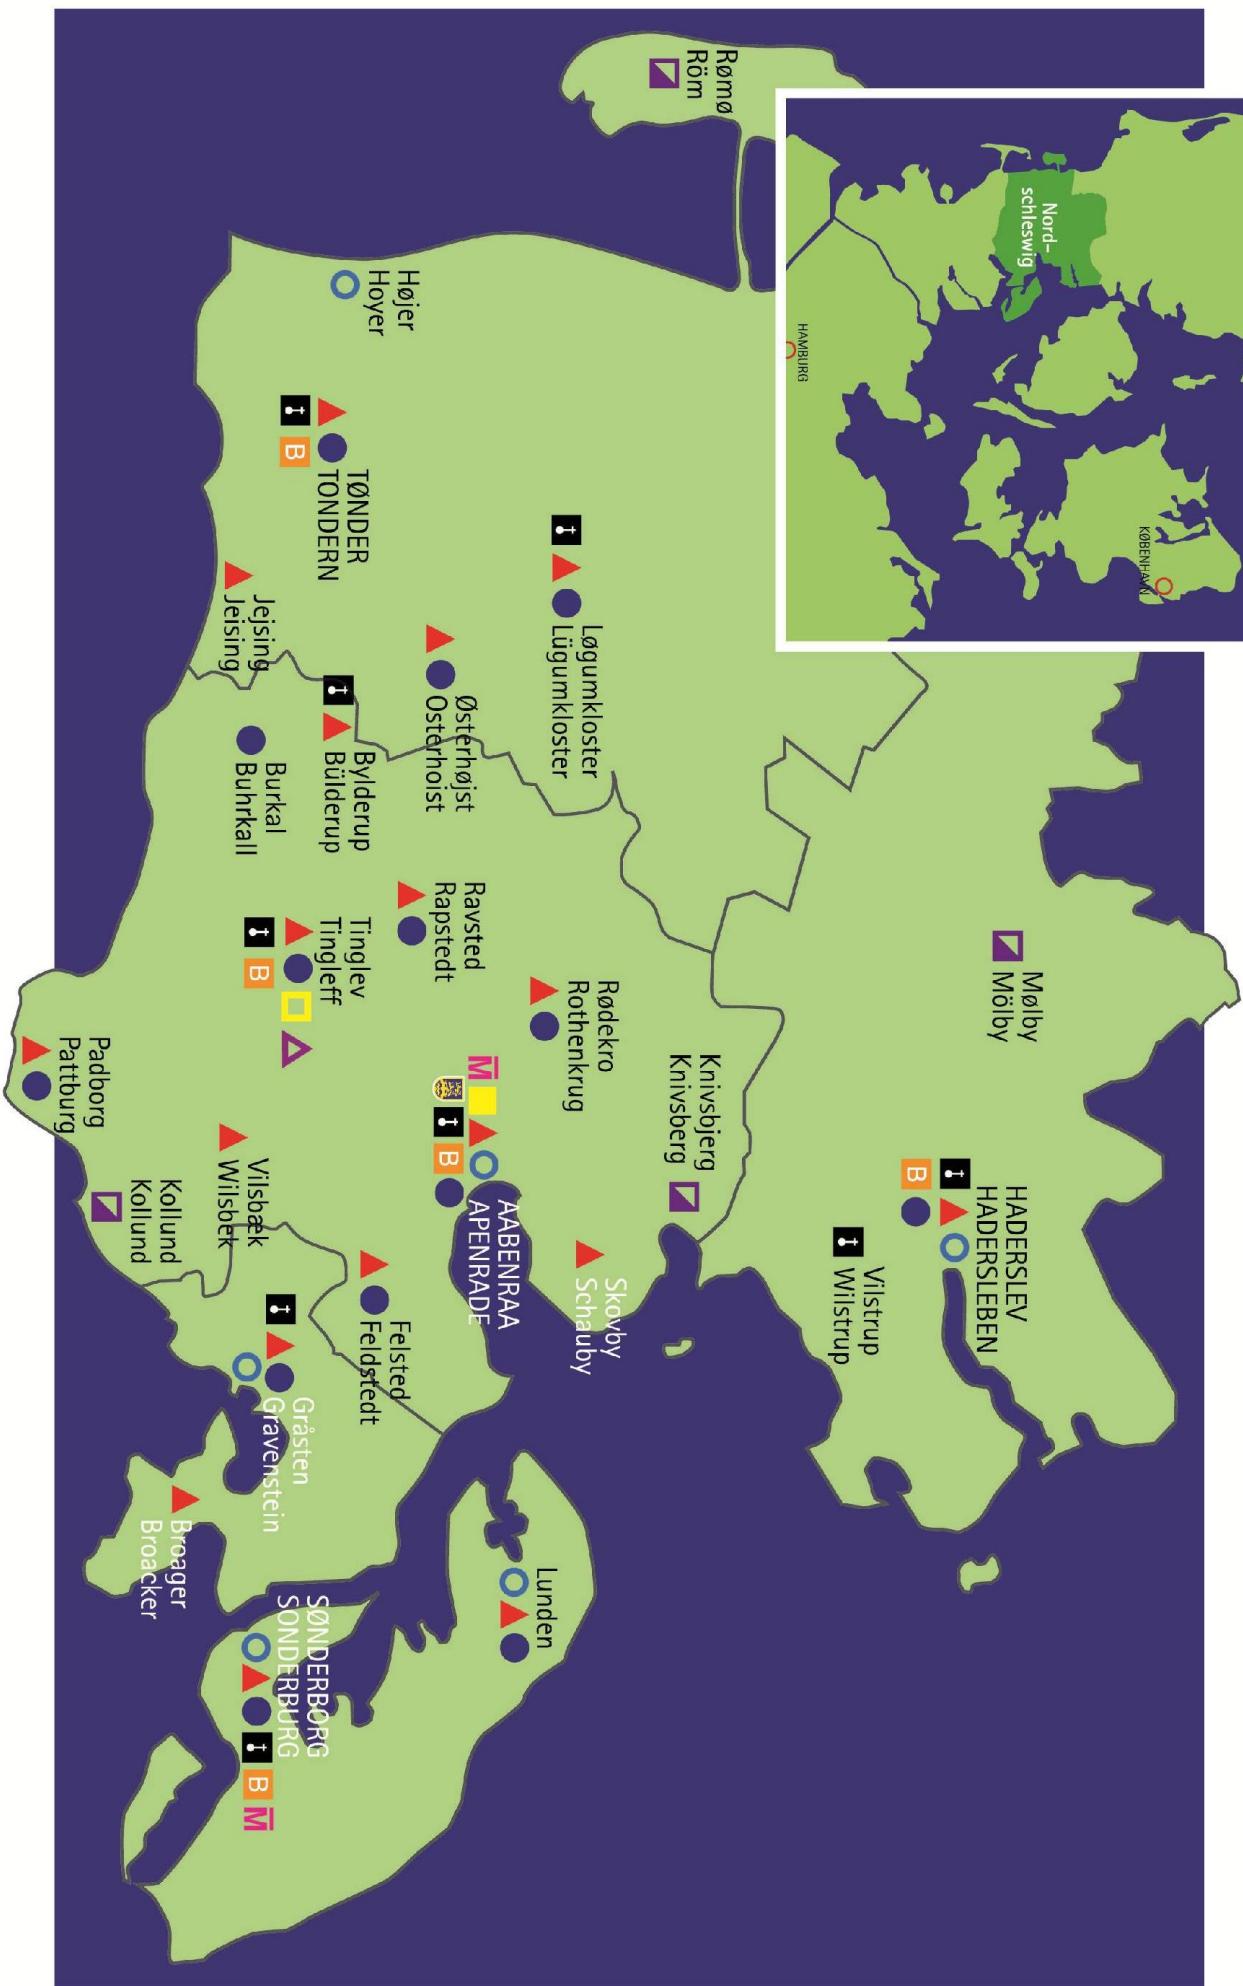 Rømø
Röm
Nord-
schleswig
HAMBURG
KØBENHAVN
Mølby
Mölby
HADERSLEV
HADERSLEBEN
B
Vilstrup
Wilstrup
Knivsbjerg
Knivsberg
Skovby
Schauby
Løgumkloster
Lügumkloster
Rødekro
Rothenkrug
Østerhøjst
Osterhoist
Ravsted
Rapstedt
M
B
AABENRAA
APENRADE
Lunden
Højer
Hoyer
B
TØNDER
TONDERN
Jejsing
Jeising
Bylderup
Bülderup
Burkal
Buhrkall
Tinglev
Tingleff
B
Felsted
Feldstedt
Gråsten
Gravenstein
Vilsbæk
Wilsbek
Padborg
Pattburg
Kollund
Kollund
Broager
Broacker
SØNDERBORG
SONDERBURG
B M